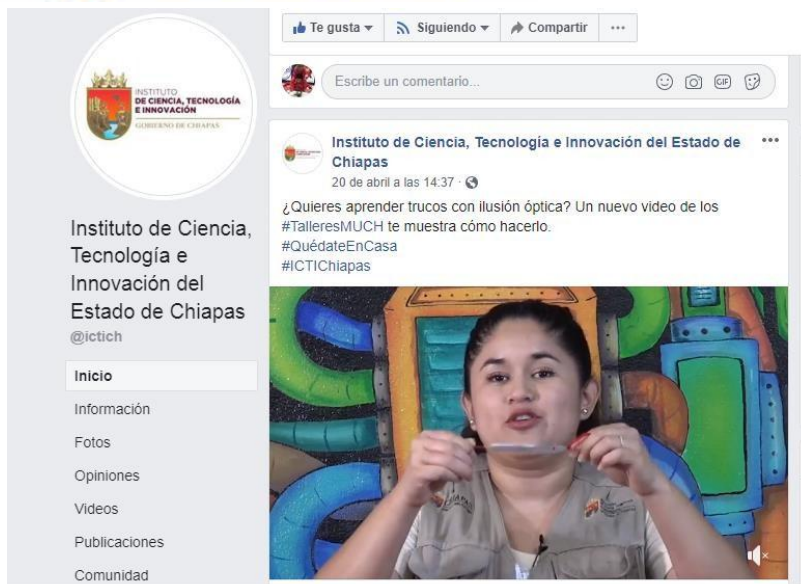 INSTITUTO
DE CIENCIA, TECNOLOGÍA
E INNOVACIÓN
GOBIERNO DE CHIAPAS
Instituto de Ciencia,
Tecnología e
Innovación del
Estado de Chiapas
@ictich
Inicio
Información
Fotos
Opiniones
Videos
Publicaciones
Comunidad
Te gusta
Siguiendo
Compartir
Escribe un comentario...
GIF
Instituto de Ciencia, Tecnología e Innovación del Estado de
Chiapas
20 de abril a las 14:37
¿Quieres aprender trucos con ilusión óptica? Un nuevo video de los
#TalleresMUCH te muestra cómo hacerlo.
#QuédateEnCasa
#ICTIChiapas
CHIAPAS